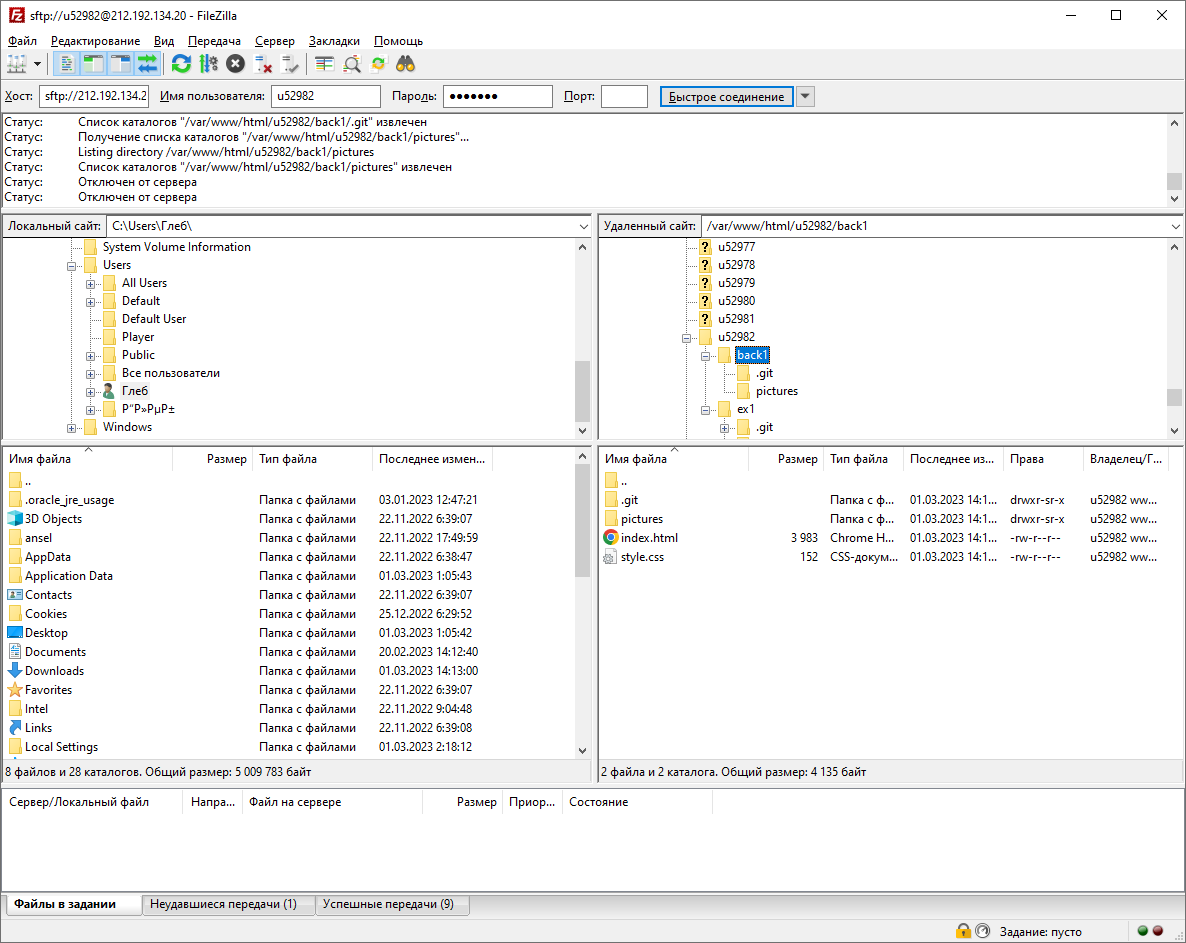 sftp://u52982@212.192.134.20 - FileZilla
Файл Редактирование Вид Передача Сервер Закладки Помощь
Хост: sftp://212.192.134.2 Имя пользователя: u52982 Пароль: ●●●●●●● Порт: Быстрое соединение
Статус: Список каталогов "/var/www/html/u52982/back1/.git" извлечен
Статус: Получение списка каталогов "/var/www/html/u52982/back1/pictures"...
Статус: Listing directory /var/www/html/u52982/back1/pictures
Статус: Список каталогов "/var/www/html/u52982/back1/pictures" извлечен
Статус: Отключен от сервера
Статус: Отключен от сервера
Локальный сайт: C:\Users\Глеб\
System Volume Information
Users
All Users
Default
Default User
Player
Public
Все пользователи
Глеб
Р“Р»РµР±
Windows
Удаленный сайт: /var/www/html/u52982/back1
u52977
u52978
u52979
u52980
u52981
u52982
back1
.git
pictures
ex1
.git
Имя файла Размер Тип файла Последнее измен...
..
.oracle_jre_usage Папка с файлами 03.01.2023 12:47:21
3D Objects Папка с файлами 22.11.2022 6:39:07
ansel Папка с файлами 22.11.2022 17:49:59
AppData Папка с файлами 22.11.2022 6:38:47
Application Data Папка с файлами 01.03.2023 1:05:43
Contacts Папка с файлами 22.11.2022 6:39:07
Cookies Папка с файлами 25.12.2022 6:29:52
Desktop Папка с файлами 01.03.2023 1:05:42
Documents Папка с файлами 20.02.2023 14:12:40
Downloads Папка с файлами 01.03.2023 14:13:00
Favorites Папка с файлами 22.11.2022 6:39:07
Intel Папка с файлами 22.11.2022 9:04:48
Links Папка с файлами 22.11.2022 6:39:08
Local Settings Папка с файлами 01.03.2023 2:18:12
8 файлов и 28 каталогов. Общий размер: 5 009 783 байт
Имя файла Размер Тип файла Последнее из... Права Владелец/Г...
..
.git Папка с ф... 01.03.2023 14:1... drwxr-sr-x u52982 ww...
pictures Папка с ф... 01.03.2023 14:1... drwxr-sr-x u52982 ww...
index.html 3 983 Chrome H... 01.03.2023 14:1... -rw-r--r-- u52982 ww...
style.css 152 CSS-докум... 01.03.2023 14:1... -rw-r--r-- u52982 ww...
2 файла и 2 каталога. Общий размер: 4 135 байт
Сервер/Локальный файл Напра... Файл на сервере Размер Приор... Состояние
Файлы в задании Неудавшиеся передачи (1) Успешные передачи (9)
Задание: пусто